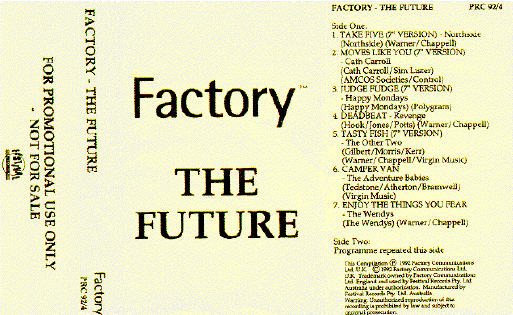 FOR PROMOTIONAL USE ONLY
- NOT FOR SALE
FACTORY - THE FUTURE
Factory
PRC 92/4
Factory™
THE
FUTURE
FACTORY - THE FUTURE PRC 92/4
Side One:
1. TAKE FIVE (7" VERSION) - Northside
(Northside) (Warner/Chappell)
2. MOVES LIKE YOU (7" VERSION)
- Cath Carroll
(Cath Carroll/Sim Lister)
(AMCOS Societies/Control)
3. JUDGE FUDGE (7" VERSION)
- Happy Mondays
(Happy Mondays) (Polygram)
4. DEADBEAT - Revenge
(Hook/Jones/Potts) (Warner/Chappell)
5. TASTY FISH (7" VERSION)
- The Other Two
(Gilbert/Morris/Kerr)
(Warner/Chappell/Virgin Music)
6. CAMPER VAN
- The Adventure Babies
(Tedstone/Atherton/Bramwell)
(Virgin Music)
7. ENJOY THE THINGS YOU FEAR
- The Wendys
(The Wendys) (Warner/Chappell)
Side Two:
Programme repeated this side
This Compilation ℗ 1992 Factory Communications
Ltd. U.K. © 1992 Factory Communications Ltd.
U.K. Trademark owned by Factory Communications
Ltd. England and used by Festival Records Pty. Ltd.
Australia under authorisation. Manufactured by
Festival Records Pty. Ltd. Australia.
Warning. Unauthorized reproduction of this
recording is prohibited by law and subject to
criminal prosecution.